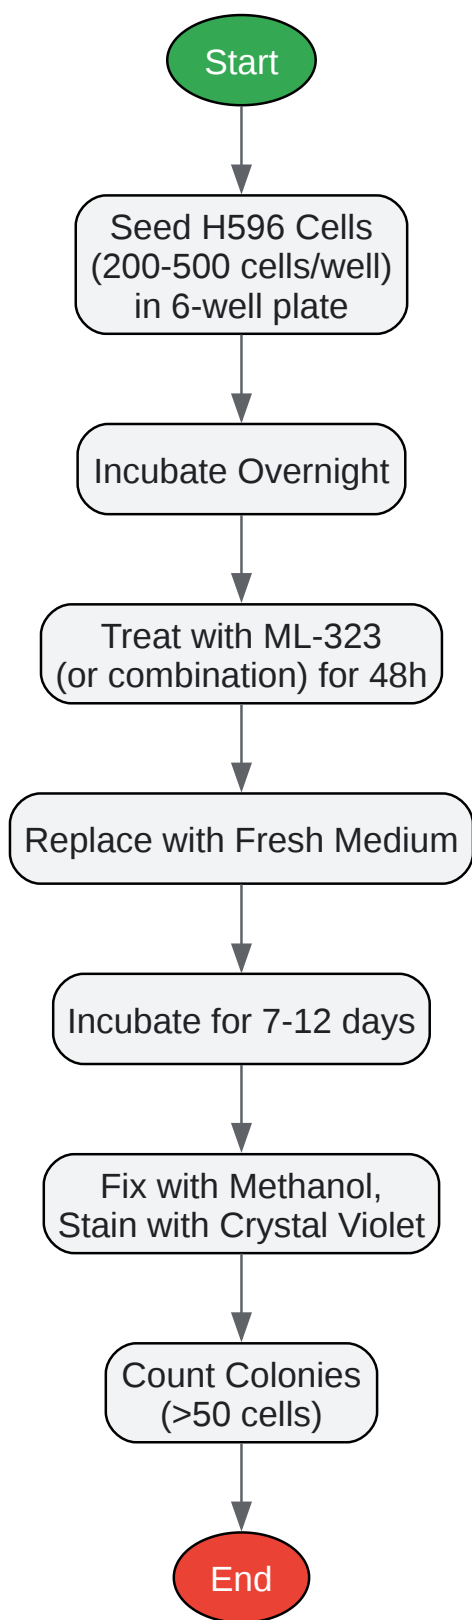 Start
Seed H596 Cells
(200-500 cells/well)
in 6-well plate
Incubate Overnight
Treat with ML-323
(or combination) for 48h
Replace with Fresh Medium
Incubate for 7-12 days
Fix with Methanol,
Stain with Crystal Violet
Count Colonies
(>50 cells)
End